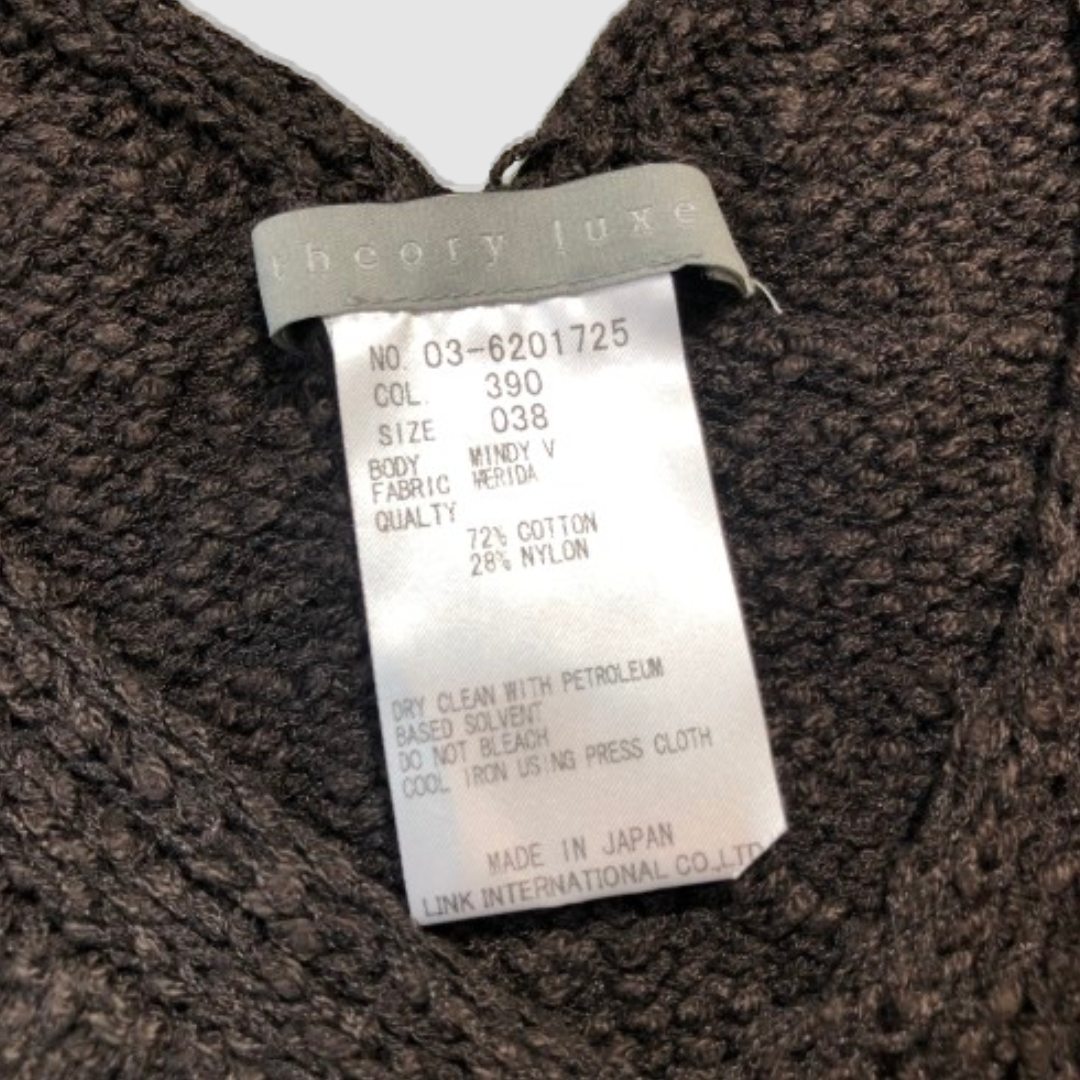 theory luxe
NO. 03-6201725
COL. 390
SIZE 038
BODY MINDY V
FABRIC MERIDA
QUALTY
72% COTTON
28% NYLON
DRY CLEAN WITH PETROLEUM
BASED SOLVENT
DO NOT BLEACH
COOL IRON USING PRESS CLOTH
MADE IN JAPAN
LINK INTERNATIONAL CO.,LTD